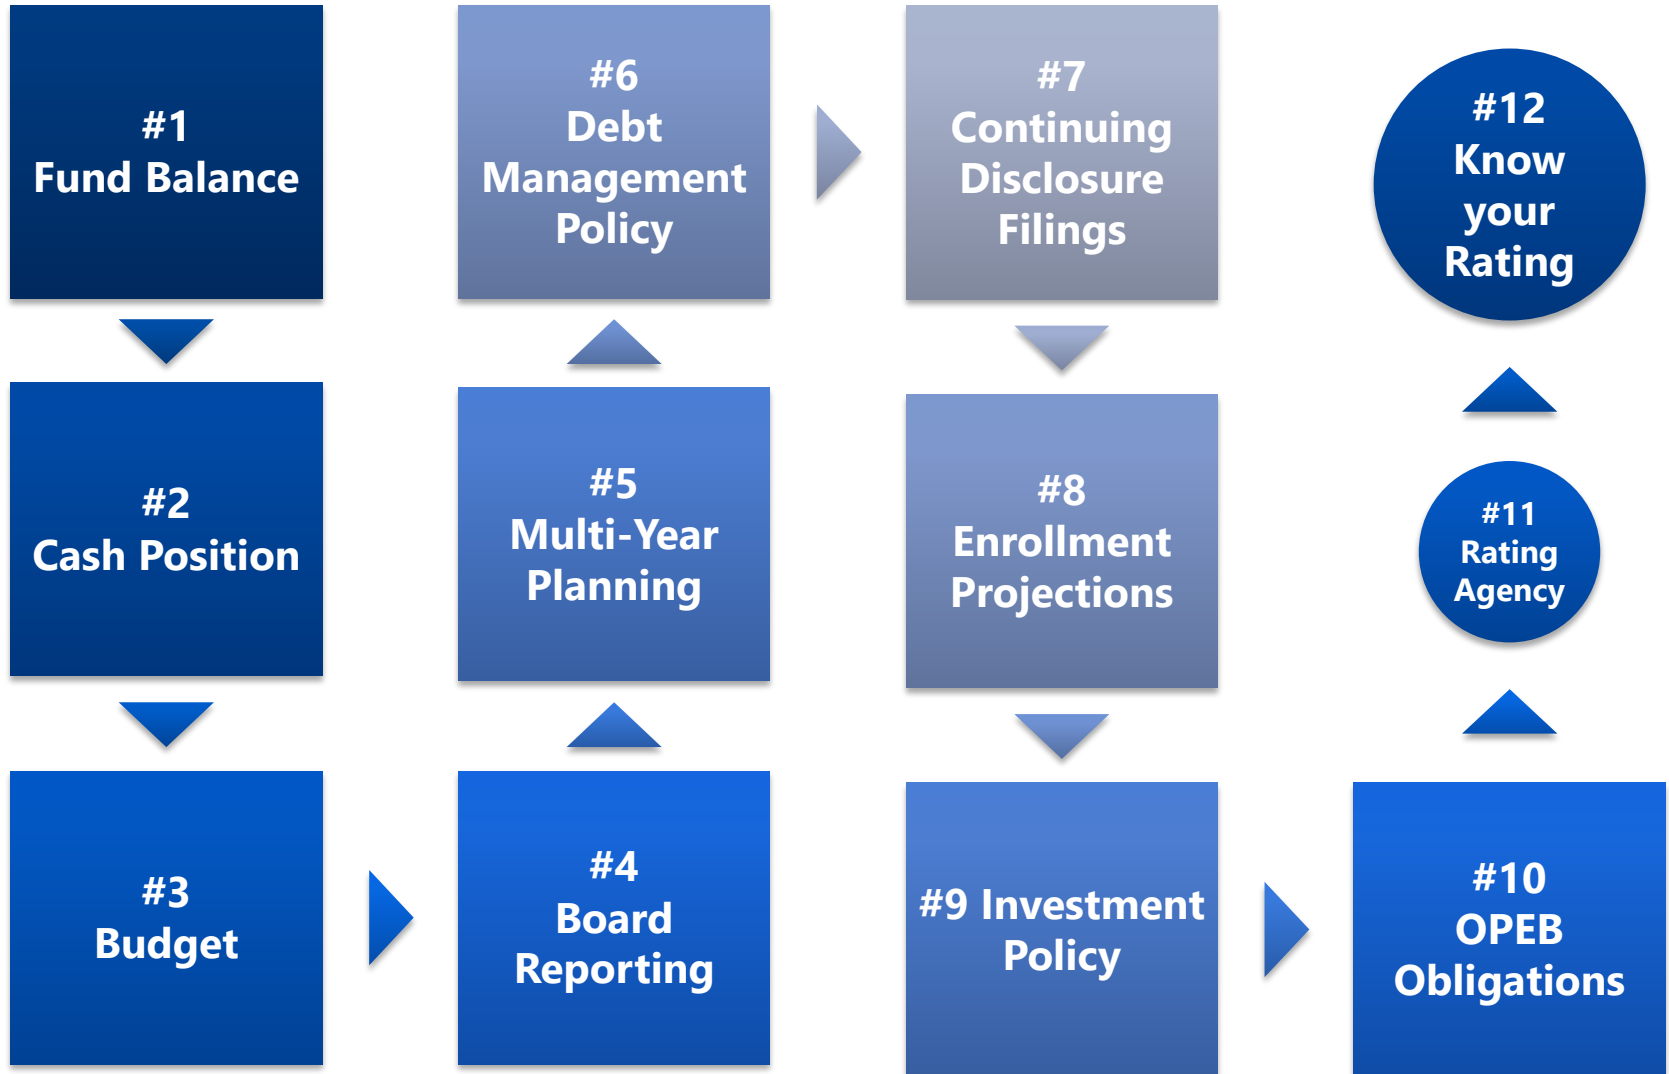 #1
Fund Balance
#2
Cash Position
#3
Budget
#4
Board
Reporting
#5
Multi-Year
Planning
#6
Debt
Management
Policy
#7
Continuing
Disclosure
Filings
#8
Enrollment
Projections
#9 Investment
Policy
#10
OPEB
Obligations
#11
Rating
Agency
#12
Know
your
Rating